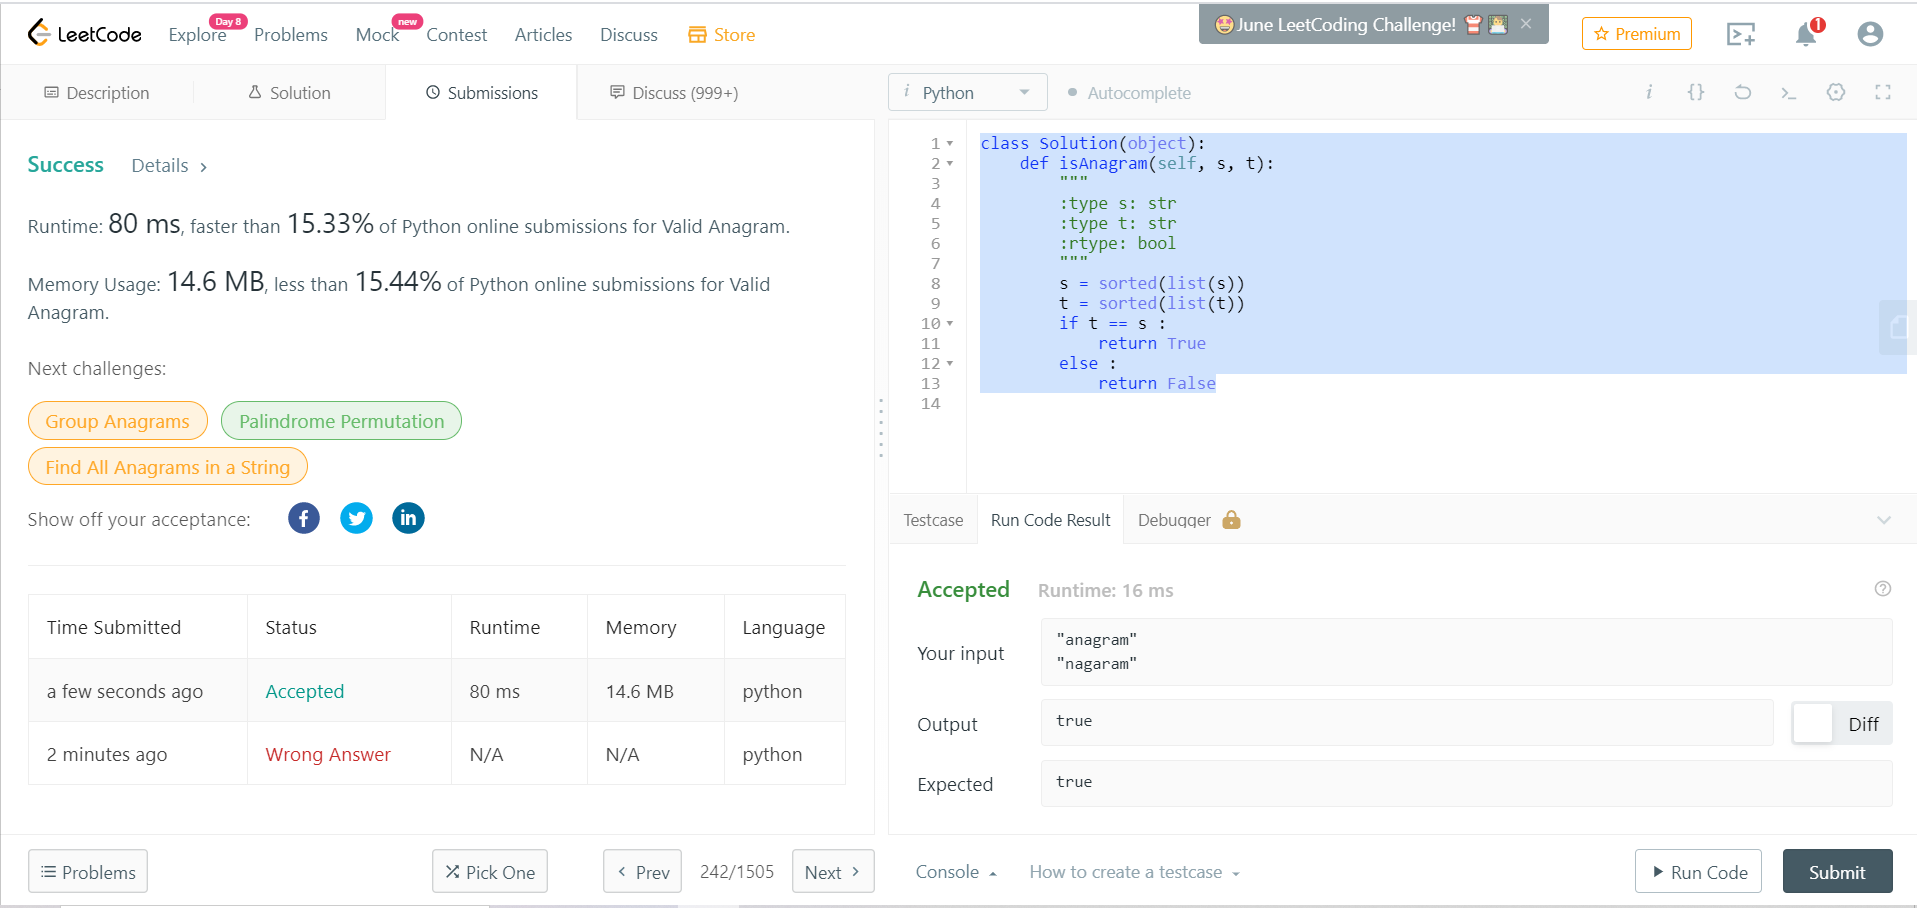 LeetCode
Explore
Day 8
Problems
Mock
new
Contest
Articles
Discuss
Store
June LeetCoding Challenge!
Premium
1
Description
Solution
Submissions
Discuss (999+)
Success
Details
Runtime: 80 ms, faster than 15.33% of Python online submissions for Valid Anagram.
Memory Usage: 14.6 MB, less than 15.44% of Python online submissions for Valid
Anagram.
Next challenges:
Group Anagrams
Palindrome Permutation
Find All Anagrams in a String
Show off your acceptance:
Time Submitted Status Runtime Memory Language
a few seconds ago Accepted 80 ms 14.6 MB python
2 minutes ago Wrong Answer N/A N/A python
Problems
Pick One
Prev
242/1505
Next
i Python
Autocomplete
1 class Solution(object):
2 def isAnagram(self, s, t):
3 """
4 :type s: str
5 :type t: str
6 :rtype: bool
7 """
8 s = sorted(list(s))
9 t = sorted(list(t))
10 if t == s :
11 return True
12 else :
13 return False
14
Testcase
Run Code Result
Debugger
Accepted
Runtime: 16 ms
Your input
"anagram"
"nagaram"
Output
true
Diff
Expected
true
Console
How to create a testcase
Run Code
Submit